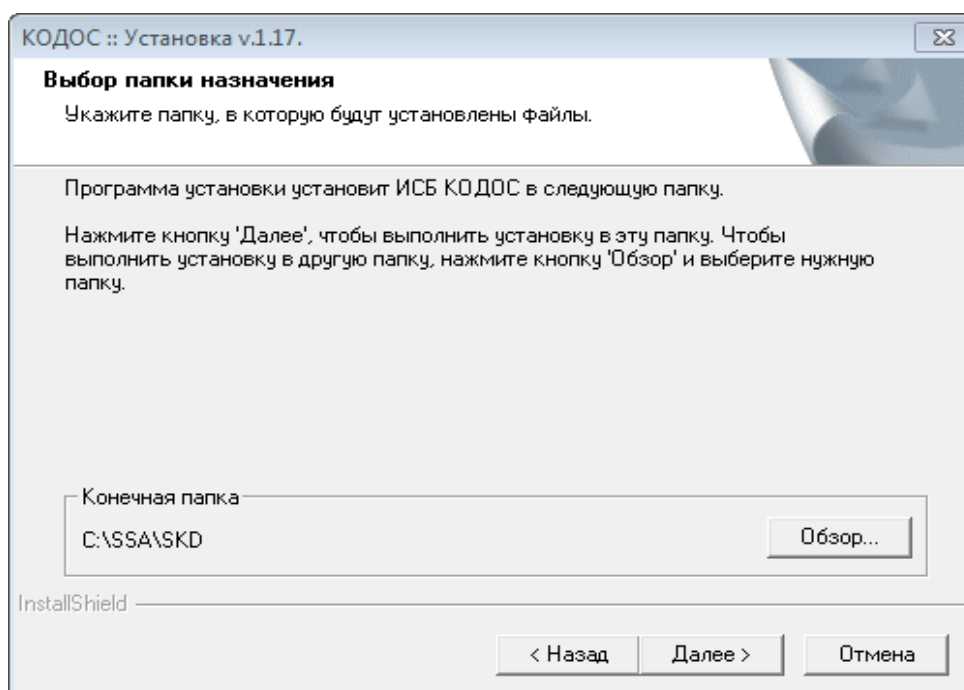 КОДОС :: Установка v.1.17.
Выбор папки назначения
Укажите папку, в которую будут установлены файлы.
Программа установки установит ИСБ КОДОС в следующую папку.
Нажмите кнопку 'Далее', чтобы выполнить установку в эту папку. Чтобы
выполнить установку в другую папку, нажмите кнопку 'Обзор' и выберите нужную
папку.
Конечная папка
C:\SSA\SKD
Обзор...
InstallShield
< Назад
Далее >
Отмена